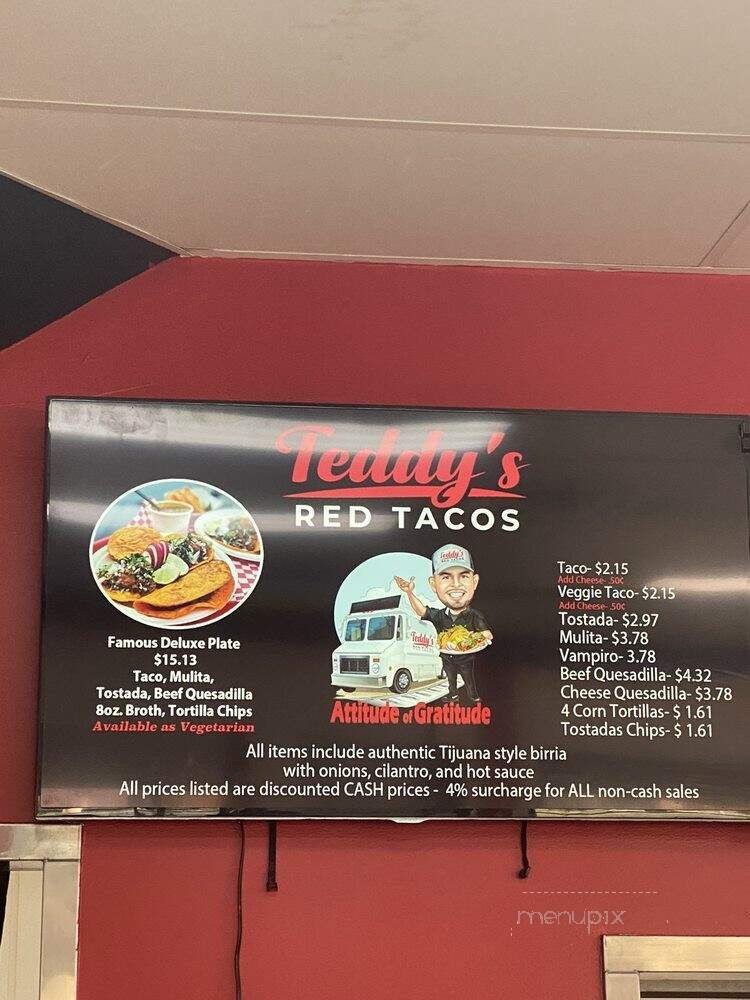 Teddy's
RED TACOS
Famous Deluxe Plate
$15.13
Taco, Mulita,
Tostada, Beef Quesadilla
8oz. Broth, Tortilla Chips
Available as Vegetarian
Teddy's
Teddy's
RED TACOS
Attitude of Gratitude
Taco- $2.15
Add Cheese- .50¢
Veggie Taco- $2.15
Add Cheese- .50¢
Tostada- $2.97
Mulita- $3.78
Vampiro- 3.78
Beef Quesadilla- $4.32
Cheese Quesadilla- $3.78
4 Corn Tortillas- $ 1.61
Tostadas Chips- $ 1.61
All items include authentic Tijuana style birria
with onions, cilantro, and hot sauce
All prices listed are discounted CASH prices - 4% surcharge for ALL non-cash sales
menupix